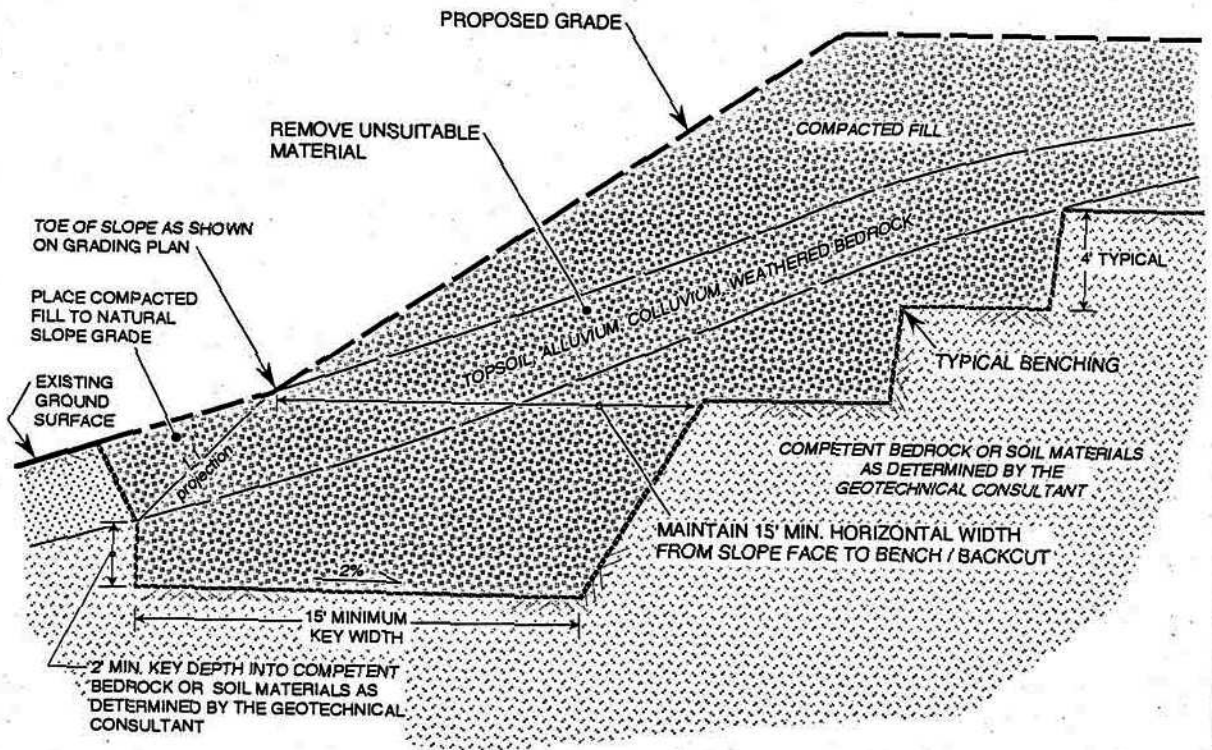 PROPOSED GRADE
REMOVE UNSUITABLE
MATERIAL
COMPACTED FILL
TOE OF SLOPE AS SHOWN
ON GRADING PLAN
PLACE COMPACTED
FILL TO NATURAL
SLOPE GRADE
EXISTING
GROUND
SURFACE
TOPSOIL, ALLUVIUM, COLLUVIUM, WEATHERED BEDROCK
4' TYPICAL
TYPICAL BENCHING
projection
COMPETENT BEDROCK OR SOIL MATERIALS
AS DETERMINED BY THE
GEOTECHNICAL CONSULTANT
MAINTAIN 15' MIN. HORIZONTAL WIDTH
FROM SLOPE FACE TO BENCH / BACKCUT
2%
15' MINIMUM
KEY WIDTH
2' MIN. KEY DEPTH INTO COMPETENT
BEDROCK OR SOIL MATERIALS AS
DETERMINED BY THE GEOTECHNICAL
CONSULTANT